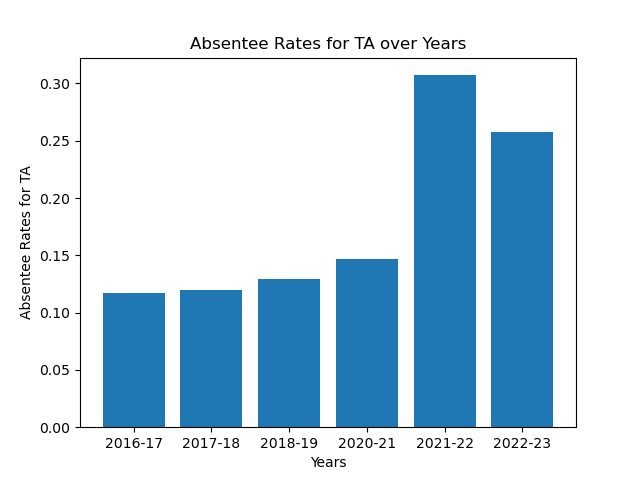 Absentee Rates for TA over Years
Absentee Rates for TA
0.30
0.25
0.20
0.15
0.10
0.05
0.00
2016-17 2017-18 2018-19 2020-21 2021-22 2022-23
Years